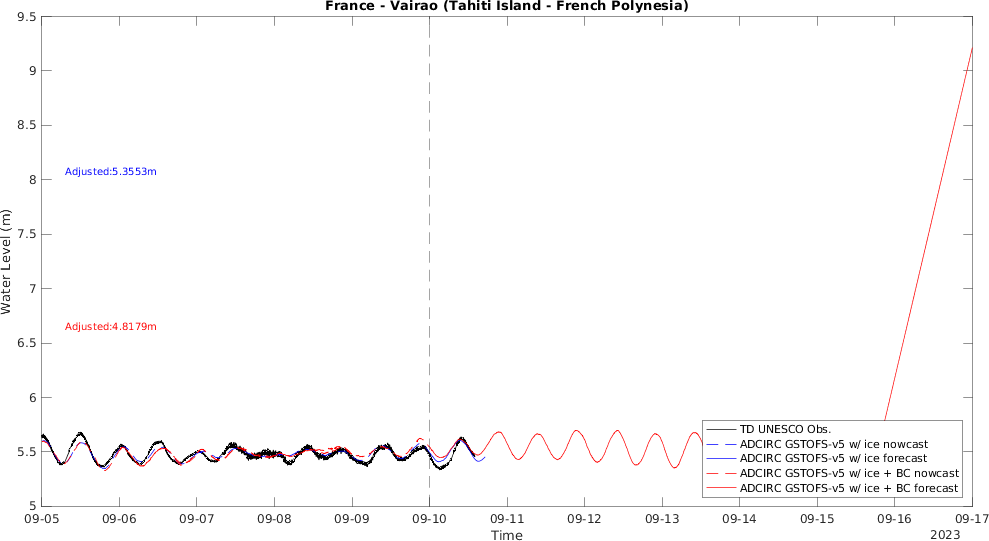 France - Vairao (Tahiti Island - French Polynesia)
9.5
9
8.5
8
7.5
7
6.5
6
5.5
5
Water Level (m)
Adjusted:5.3553m
Adjusted:4.8179m
TD UNESCO Obs.
ADCIRC GSTOFS-v5 w/ ice nowcast
ADCIRC GSTOFS-v5 w/ ice forecast
ADCIRC GSTOFS-v5 w/ ice + BC nowcast
ADCIRC GSTOFS-v5 w/ ice + BC forecast
09-05 09-06 09-07 09-08 09-09 09-10 09-11 09-12 09-13 09-14 09-15 09-16 09-17
Time
2023